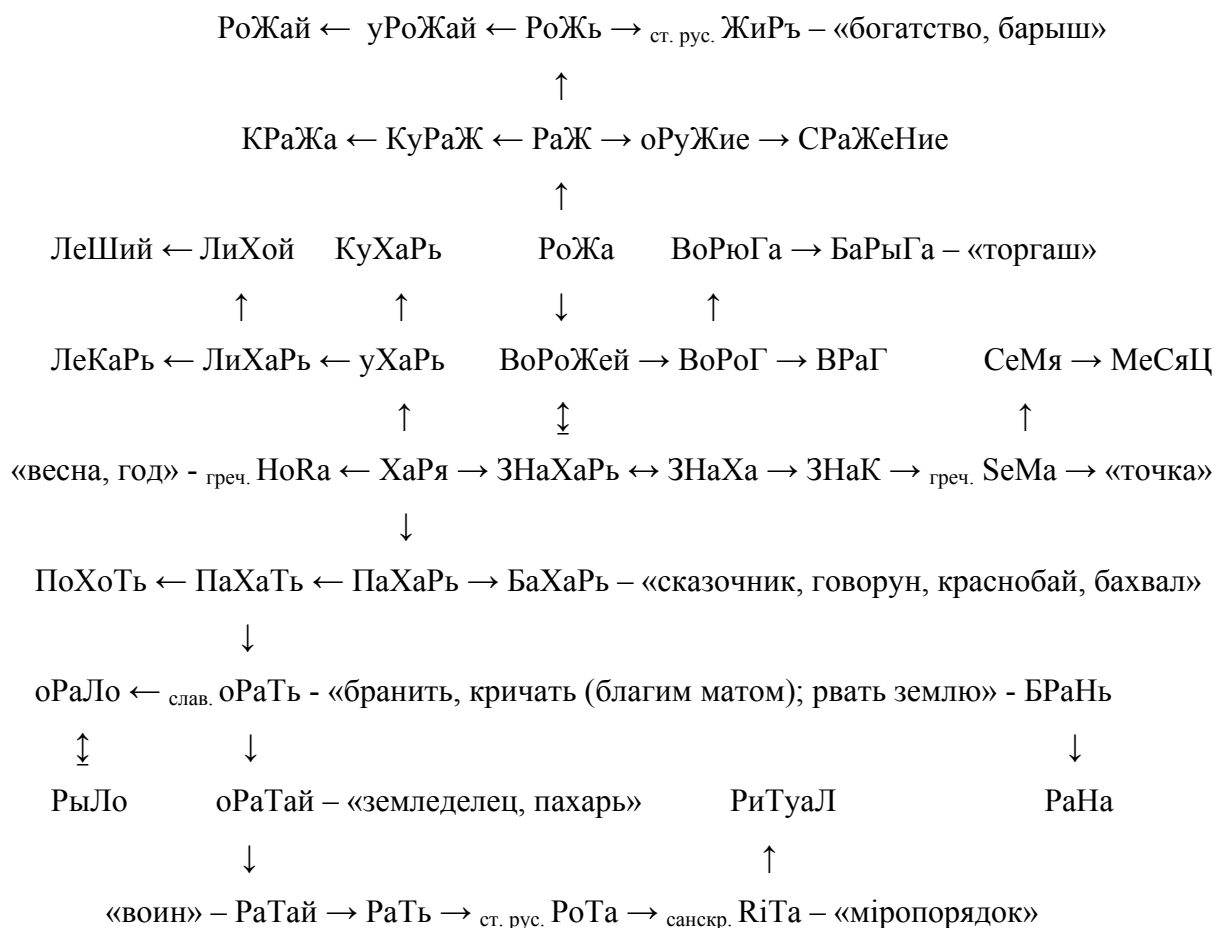 РоЖай ← уРоЖай ← РоЖь → ст. рус. ЖиРъ – «богатство, барыш»
↑
КРаЖа ← КуРаЖ ← РаЖ → оРуЖие → СРаЖеНие
↑
ЛеШий ← ЛиХой КуХаРь РоЖа ВоРюГа → БаРыГа – «торгаш»
↑ ↑ ↓ ↑
ЛеКаРь ← ЛиХаРь ← уХаРь ВоРоЖей → ВоРоГ → ВРаГ СеМя → МеСяЦ
↑ ↕ ↑
«весна, год» - греч. HoRa ← ХаРя → ЗНаХаРь ↔ ЗНаХа → ЗНаК → греч. SeMa → «точка»
↓
ПоХоТь ← ПаХаТь ← ПаХаРь → БаХаРь – «сказочник, говорун, краснобай, бахвал»
↓
оРаЛо ← слав. оРаТь - «бранить, кричать (благим матом); рвать землю» - БРаНь
↕ ↓ ↓
РыЛо оРаТай – «земледелец, пахарь» РиТуаЛ РаНа
↓ ↑
«воин» – РаТай → РаТь → ст. рус. РоТа → санскр. RiTa – «мiропорядок»